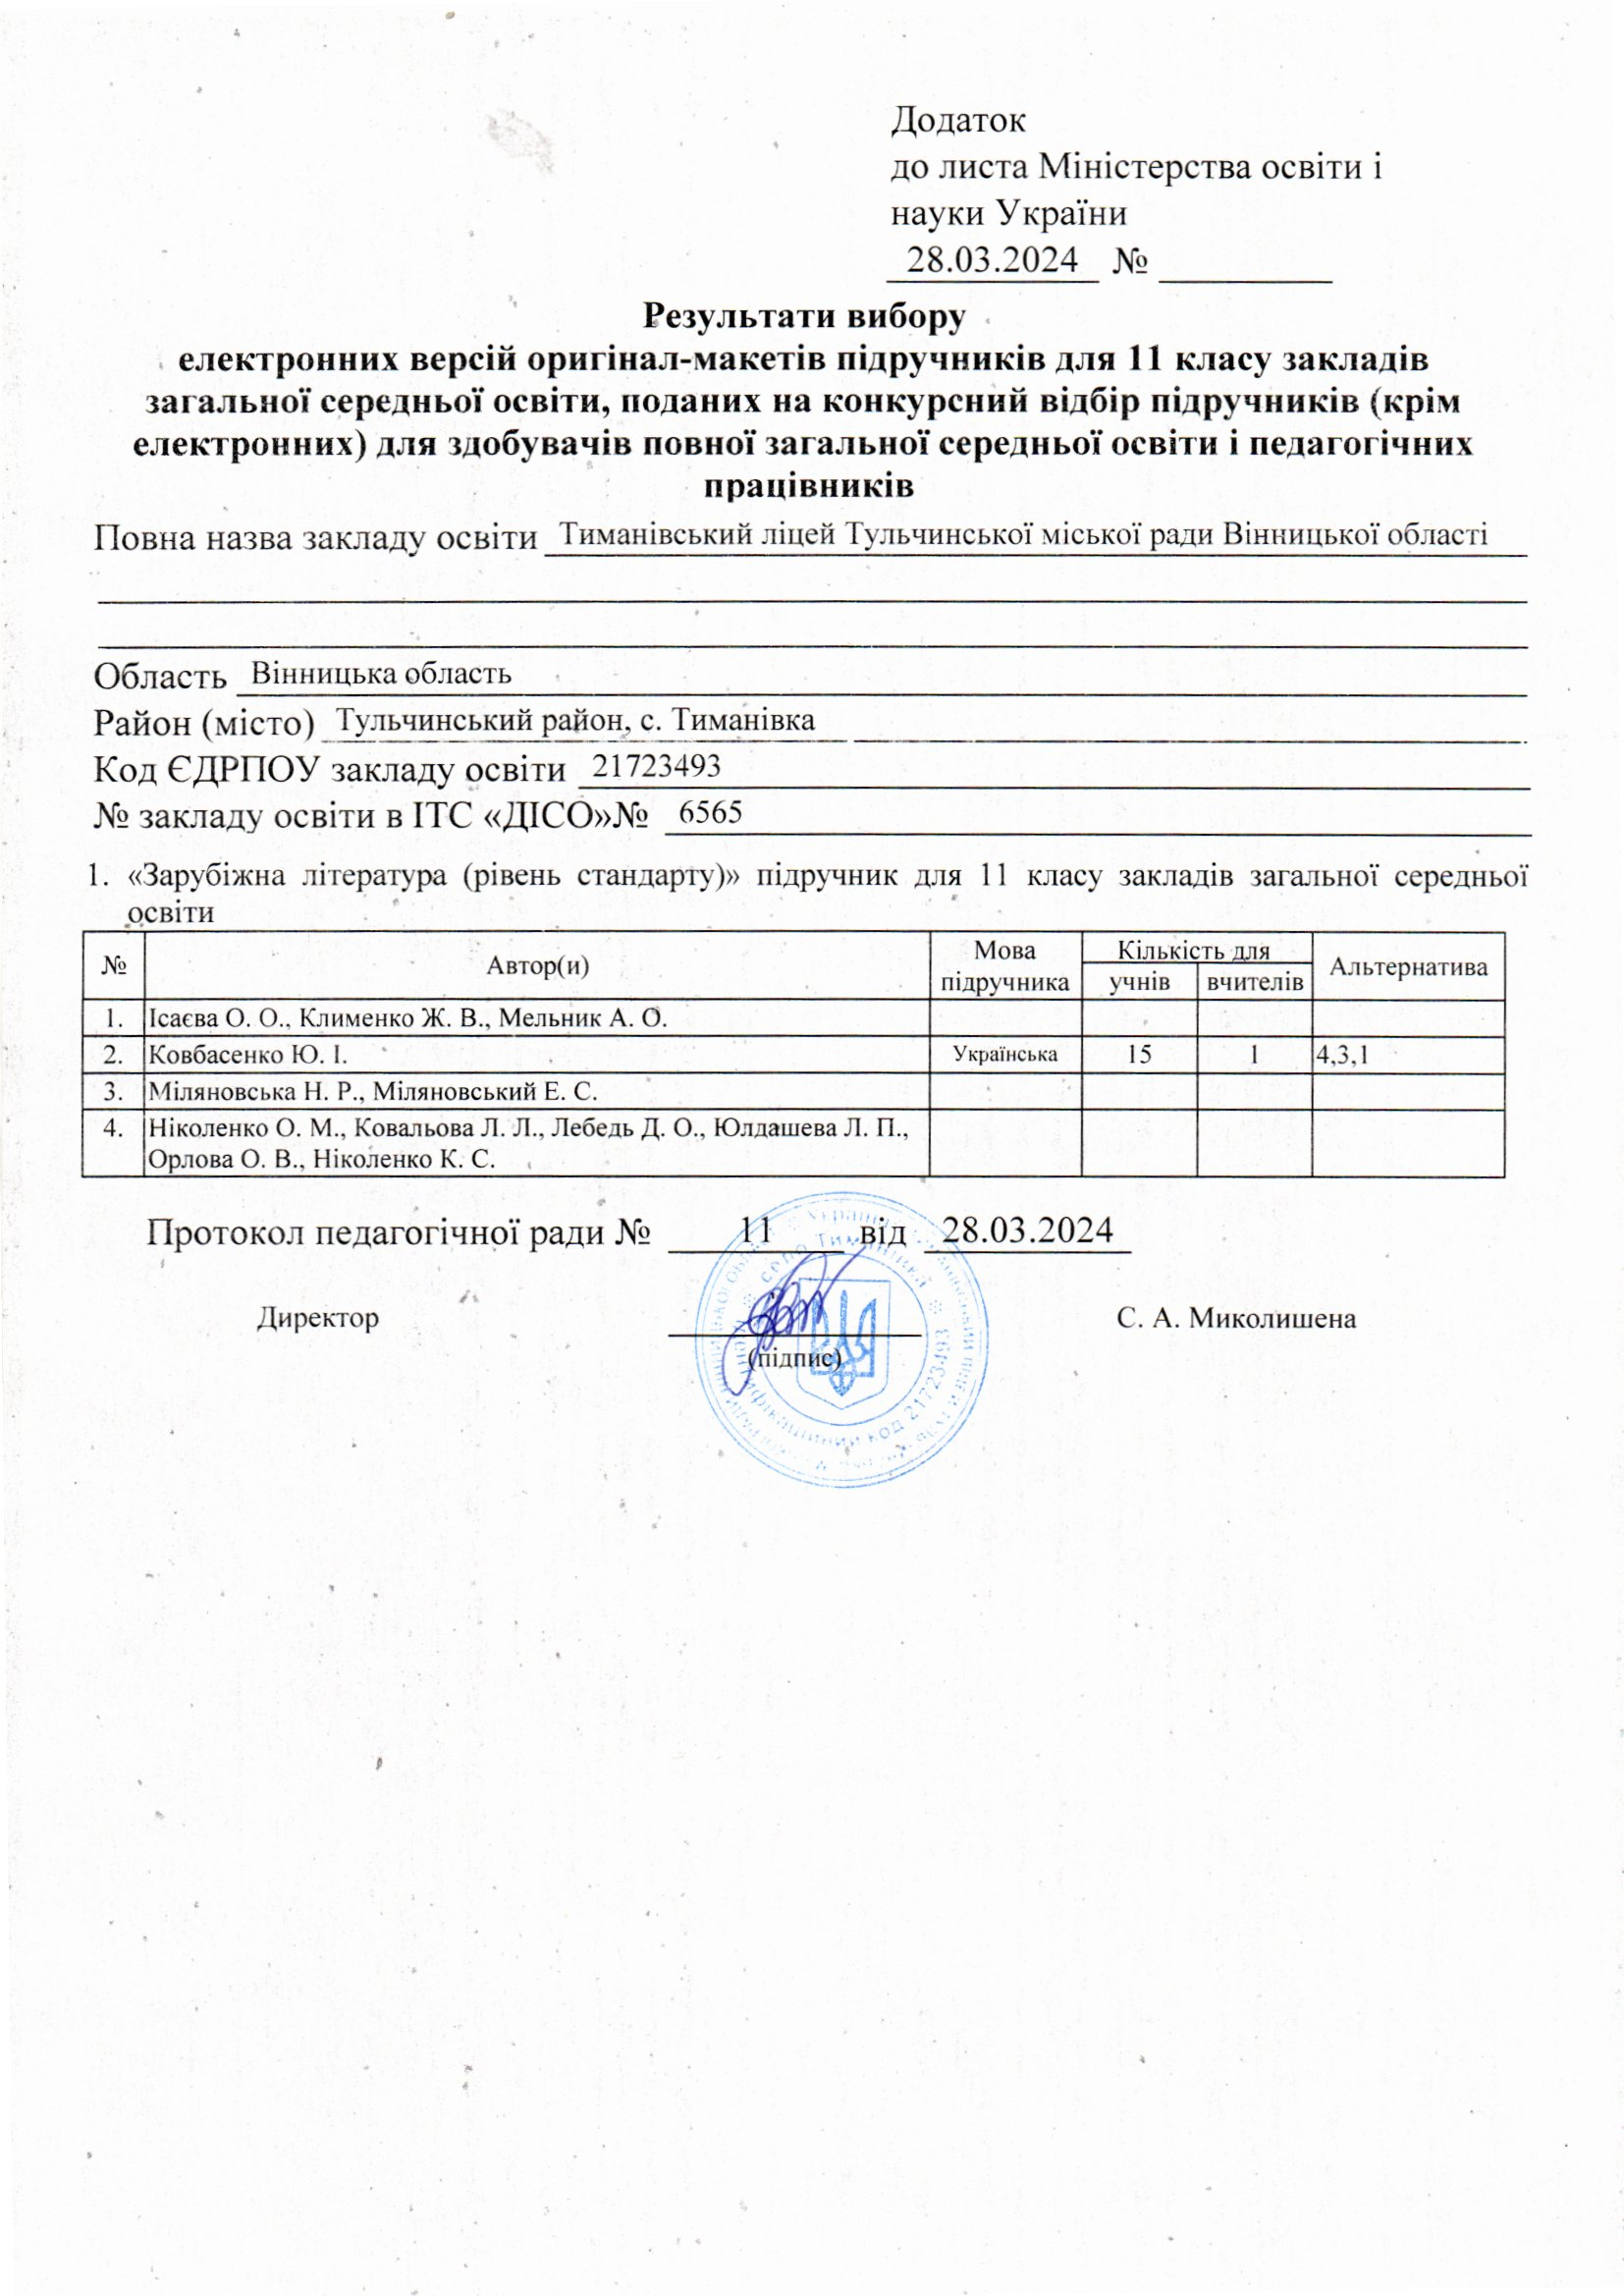 Додаток
до листа Міністерства освіти і
науки України
28.03.2024 №
Результати вибору
електронних версій оригінал-макетів підручників для 11 класу закладів
загальної середньої освіти, поданих на конкурсний відбір підручників (крім
електронних) для здобувачів повної загальної середньої освіти і педагогічних
працівників
Повна назва закладу освіти Тиманівський ліцей Тульчинської міської ради Вінницької області
Область Вінницька область
Район (місто) Тульчинський район, с. Тиманівка
Код ЄДРПОУ закладу освіти 21723493
№ закладу освіти в ІТС «ДІСО»№ 6565
1. «Зарубіжна література (рівень стандарту)» підручник для 11 класу закладів загальної середньої
освіти
№ Автор(и) Мова підручника Кількість для учнів вчителів Альтернатива
1. Ісаєва О. О., Клименко Ж. В., Мельник А. О.
2. Ковбасенко Ю. І. Українська 15 1 4,3,1
3. Міляновська Н. Р., Міляновський Е. С.
4. Ніколенко О. М., Ковальова Л. Л., Лебедь Д. О., Юлдашева Л. П.,
Орлова О. В., Ніколенко К. С.
Протокол педагогічної ради № 11 від 28.03.2024
Директор С. А. Миколишена
(підпис)
село Тиманівка
код 21723493